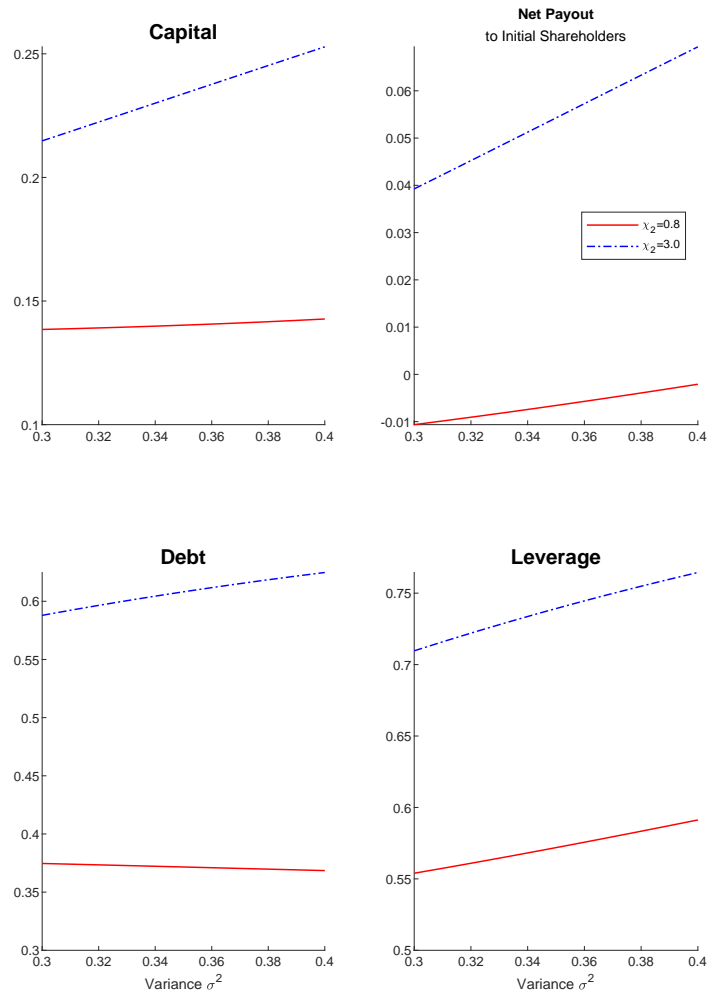 Capital
0.25
0.2
0.15
0.1
0.3 0.32 0.34 0.36 0.38 0.4
Net Payout
to Initial Shareholders
0.06
0.05
0.04
0.03
0.02
0.01
0
-0.01
0.3 0.32 0.34 0.36 0.38 0.4
χ2=0.8
χ2=3.0
Debt
0.6
0.55
0.5
0.45
0.4
0.35
0.3
0.3 0.32 0.34 0.36 0.38 0.4
Variance σ2
Leverage
0.75
0.7
0.65
0.6
0.55
0.5
0.3 0.32 0.34 0.36 0.38 0.4
Variance σ2